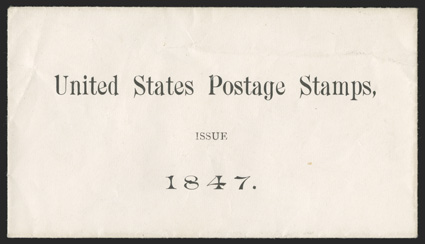 United States Postage Stamps,
ISSUE
1847.